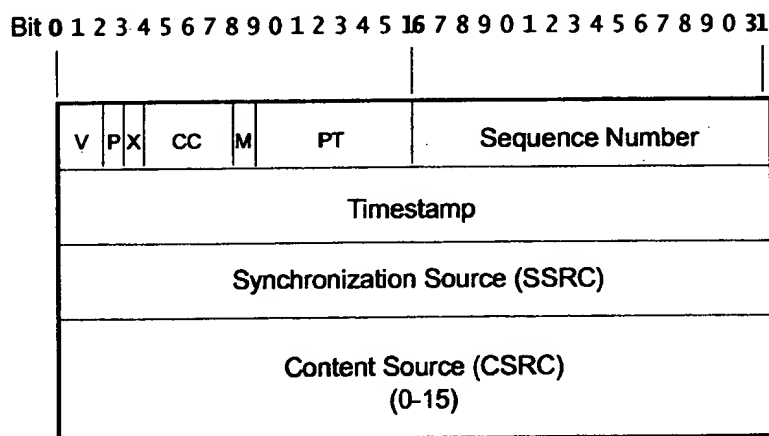 Bit 0 1 2 3 4 5 6 7 8 9 0 1 2 3 4 5 16 7 8 9 0 1 2 3 4 5 6 7 8 9 0 31
V P X CC M PT Sequence Number
Timestamp
Synchronization Source (SSRC)
Content Source (CSRC)
(0-15)